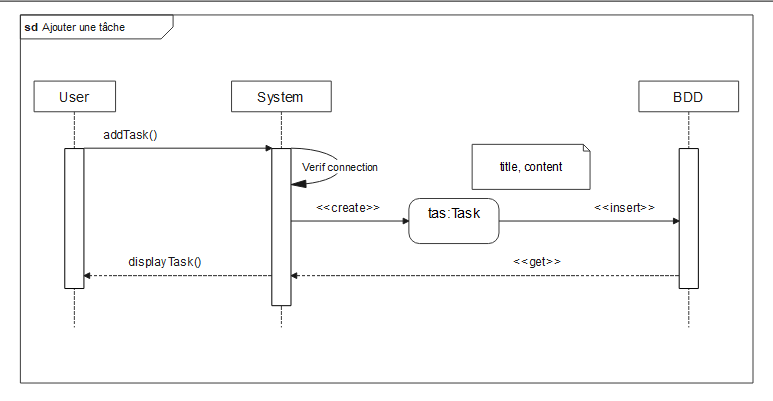 sd Ajouter une tâche
User
System
BDD
addTask()
Verif connection
title, content
<<create>>
tas:Task
<<insert>>
displayTask()
<<get>>